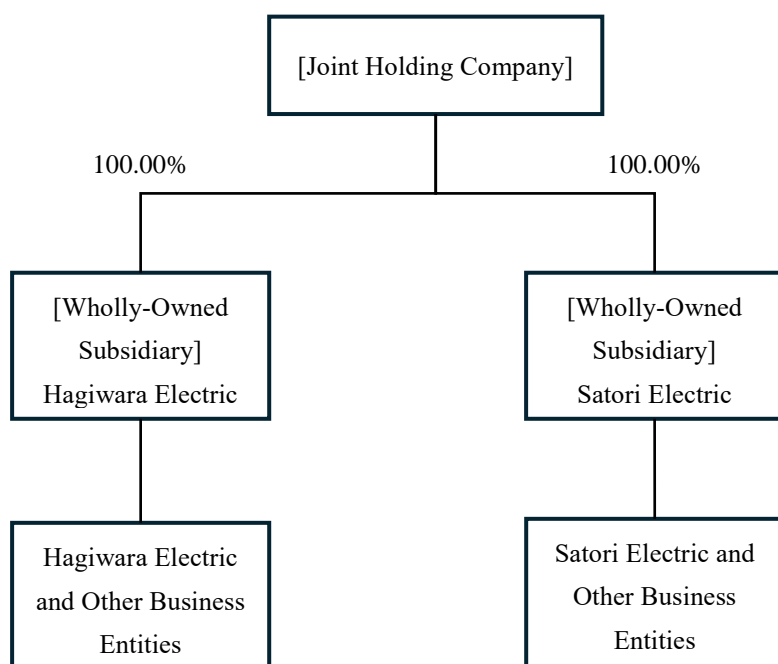 [Joint Holding Company]
100.00%
100.00%
[Wholly-Owned
Subsidiary]
Hagiwara Electric
[Wholly-Owned
Subsidiary]
Satori Electric
Hagiwara Electric
and Other Business
Entities
Satori Electric and
Other Business
Entities